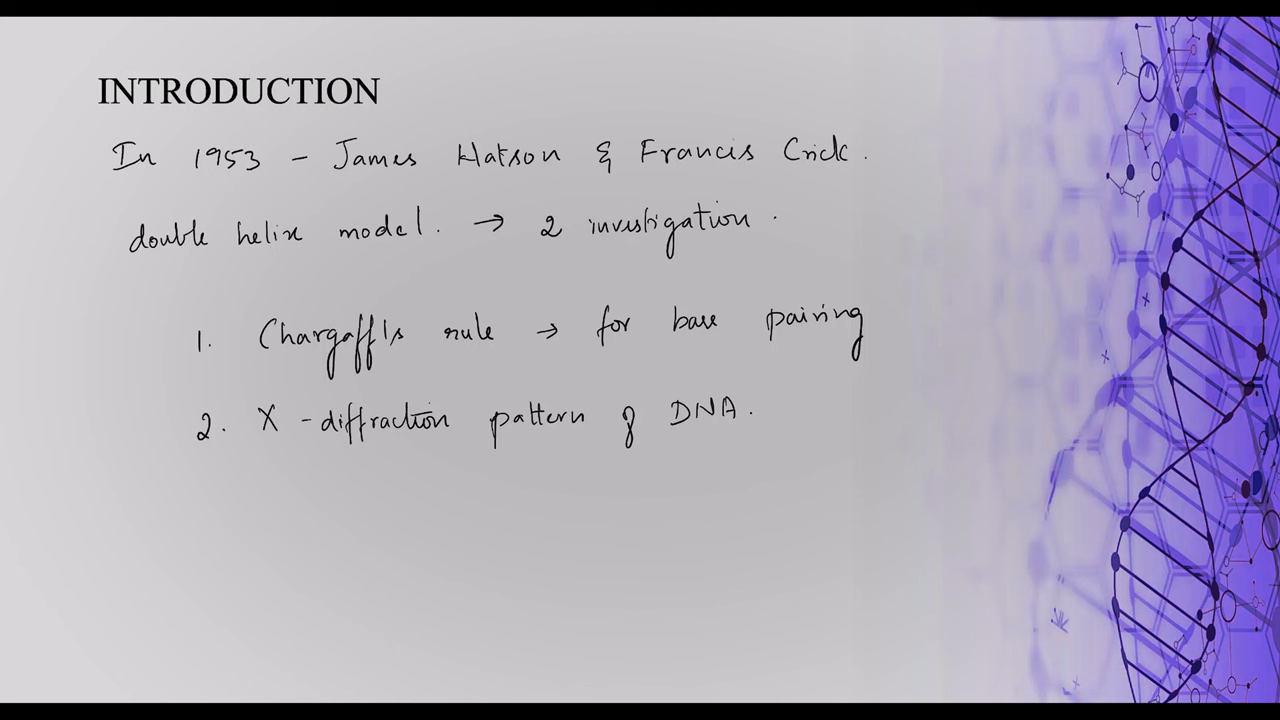 INTRODUCTION
In 1953 - James Watson & Francis Crick.
double helix model. → 2 investigation.
1. Chargaff's rule → for base pairing
2. X - diffraction pattern of DNA.